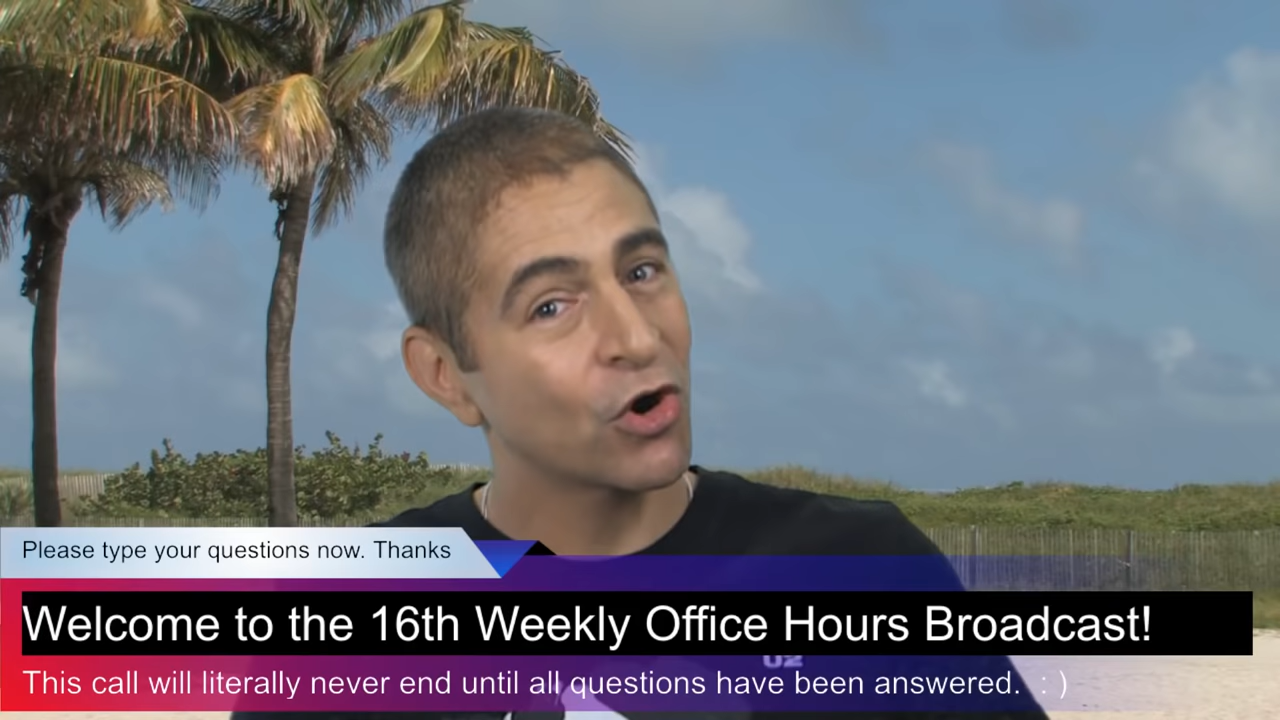 Please type your questions now. Thanks
Welcome to the 16th Weekly Office Hours Broadcast!
This call will literally never end until all questions have been answered. : )
02